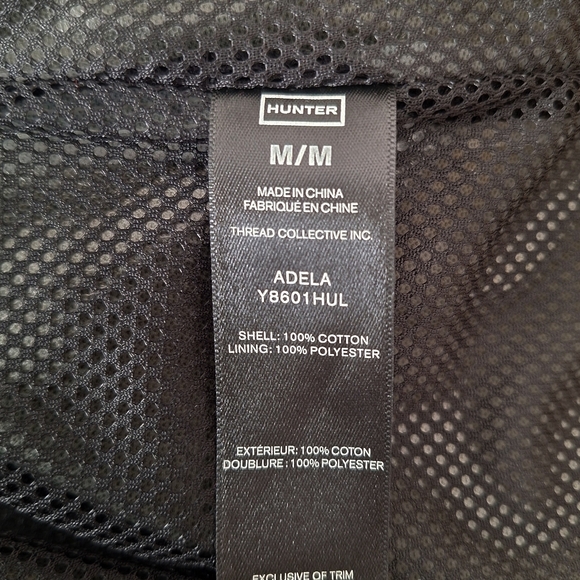 HUNTER
M/M
MADE IN CHINA
FABRIQUÉ EN CHINE
THREAD COLLECTIVE INC.
ADELA
Y8601HUL
SHELL: 100% COTTON
LINING: 100% POLYESTER
EXTÉRIEUR: 100% COTON
DOUBLURE: 100% POLYESTER
EXCLUSIVE OF TRIM